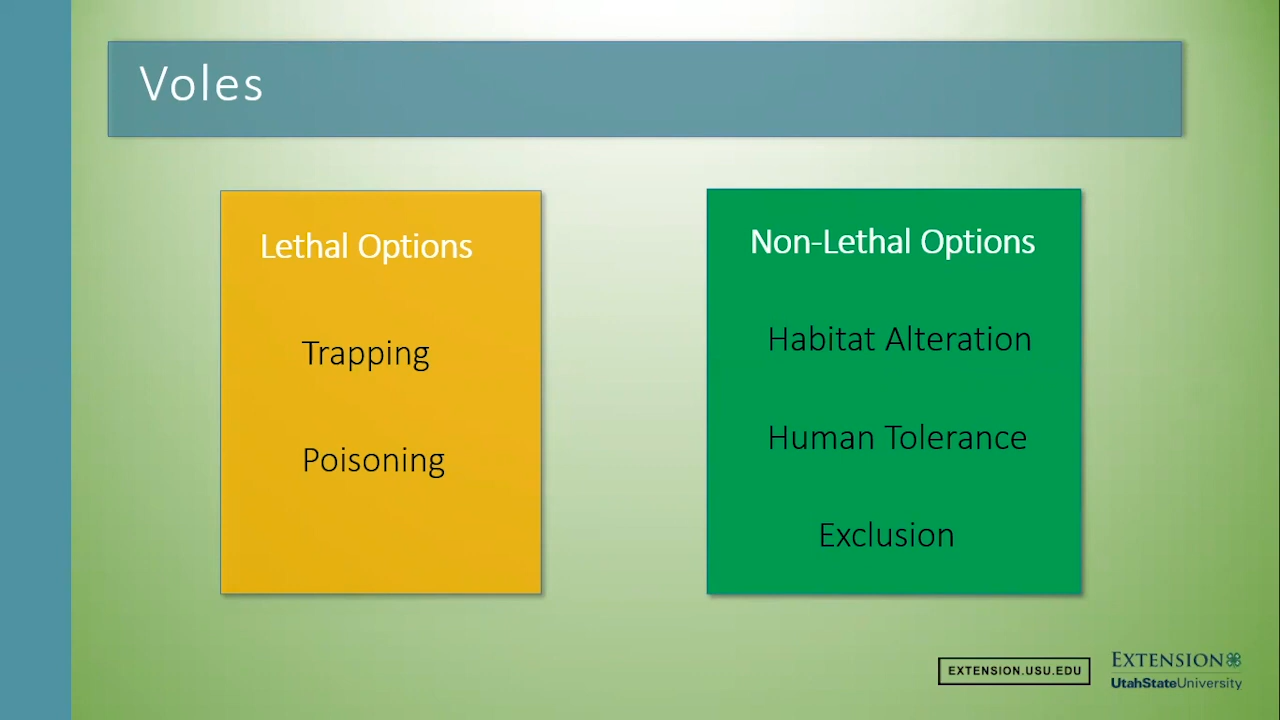 Voles
Lethal Options
Trapping
Poisoning
Non-Lethal Options
Habitat Alteration
Human Tolerance
Exclusion
EXTENSION.USU.EDU
EXTENSION
UtahStateUniversity